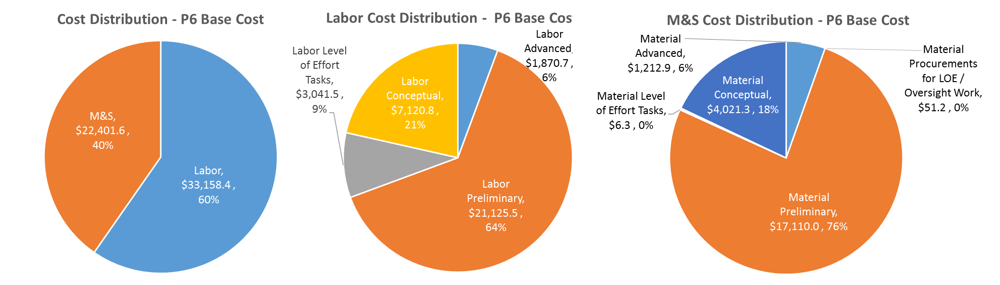 Cost Distribution - P6 Base Cost
M&S,
$22,401.6 ,
40%
Labor,
$33,158.4 ,
60%
Labor Cost Distribution -  P6 Base Cos
Labor
Advanced,
$1,870.7 ,
6%
Labor Level
of Effort
Tasks,
$3,041.5 ,
9%
Labor
Conceptual,
$7,120.8 ,
21%
Labor
Preliminary,
$21,125.5 ,
64%
M&S Cost Distribution - P6 Base Cost
Material
Advanced,
$1,212.9 , 6%
Material
Procurements
for LOE /
Oversight Work,
$51.2 , 0%
Material Level
of Effort Tasks,
$6.3 , 0%
Material
Conceptual,
$4,021.3 , 18%
Material
Preliminary,
$17,110.0 , 76%